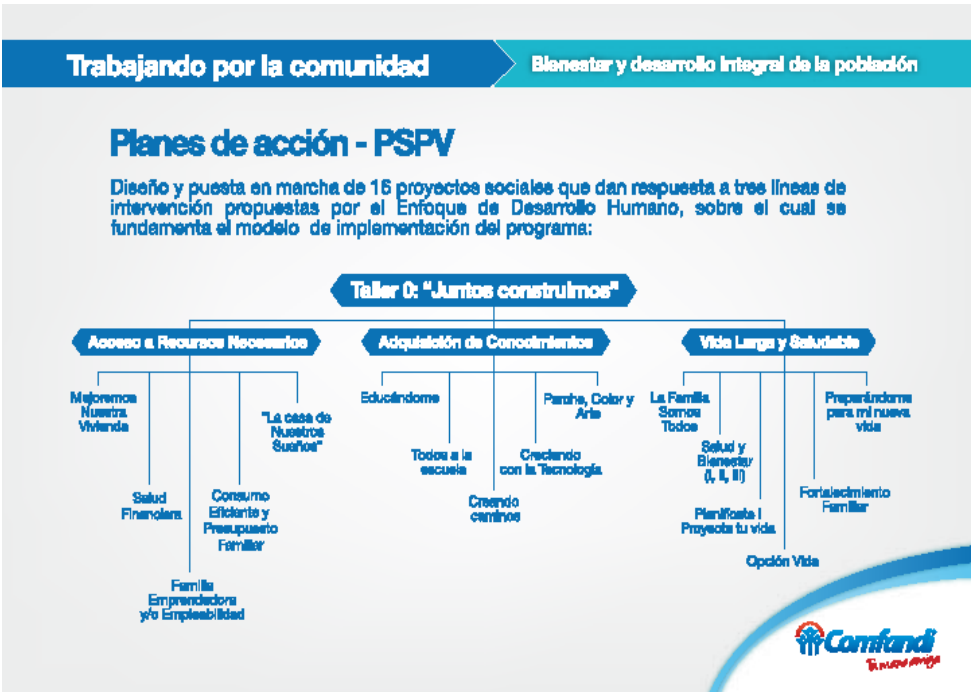 Trabajando por la comunidad
Bienestar y desarrollo integral de la población
Planes de acción - PSPV
Diseño y puesta en marcha de 16 proyectos sociales que dan respuesta a tres líneas de
intervención propuestas por el Enfoque de Desarrollo Humano, sobre el cual se
fundamenta el modelo de implementación del programa:
Taller 0: "Juntos construimos"
Acceso a Recursos Necesarios
Adquisición de Conocimientos
Vida Larga y Saludable
Mejoremos
Nuestra
Vivienda
Salud
Financiera
Familia
Emprendedora
y/o Empleabilidad
Consumo
Eficiente y
Presupuesto
Familiar
"La casa de
Nuestros
Sueños"
Educándome
Todos a la
escuela
Creando
caminos
Creciendo
con la Tecnología
Parche, Color y
Arte
La Familia
Somos
Todos
Salud y
Bienestar
(I, II, III)
Planifícate I
Proyecta tu vida
Opción Vida
Fortalecimiento
Familiar
Preparándome
para mi nueva
vida
Comfandi
Tu mejor amiga